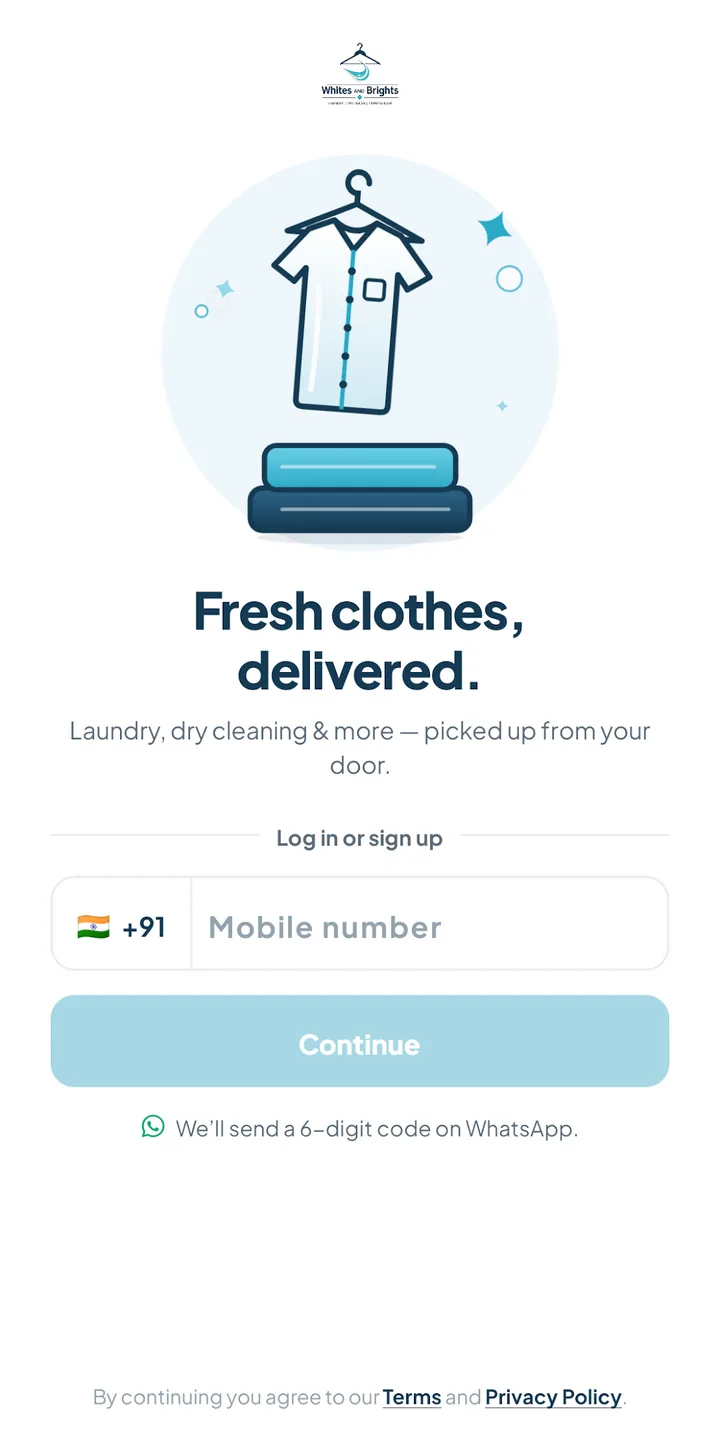 Whites AND Brights
Fresh clothes,
delivered.
Laundry, dry cleaning & more — picked up from your
door.
Log in or sign up
+91 Mobile number
Continue
We’ll send a 6–digit code on WhatsApp.
By continuing you agree to our Terms and Privacy Policy.